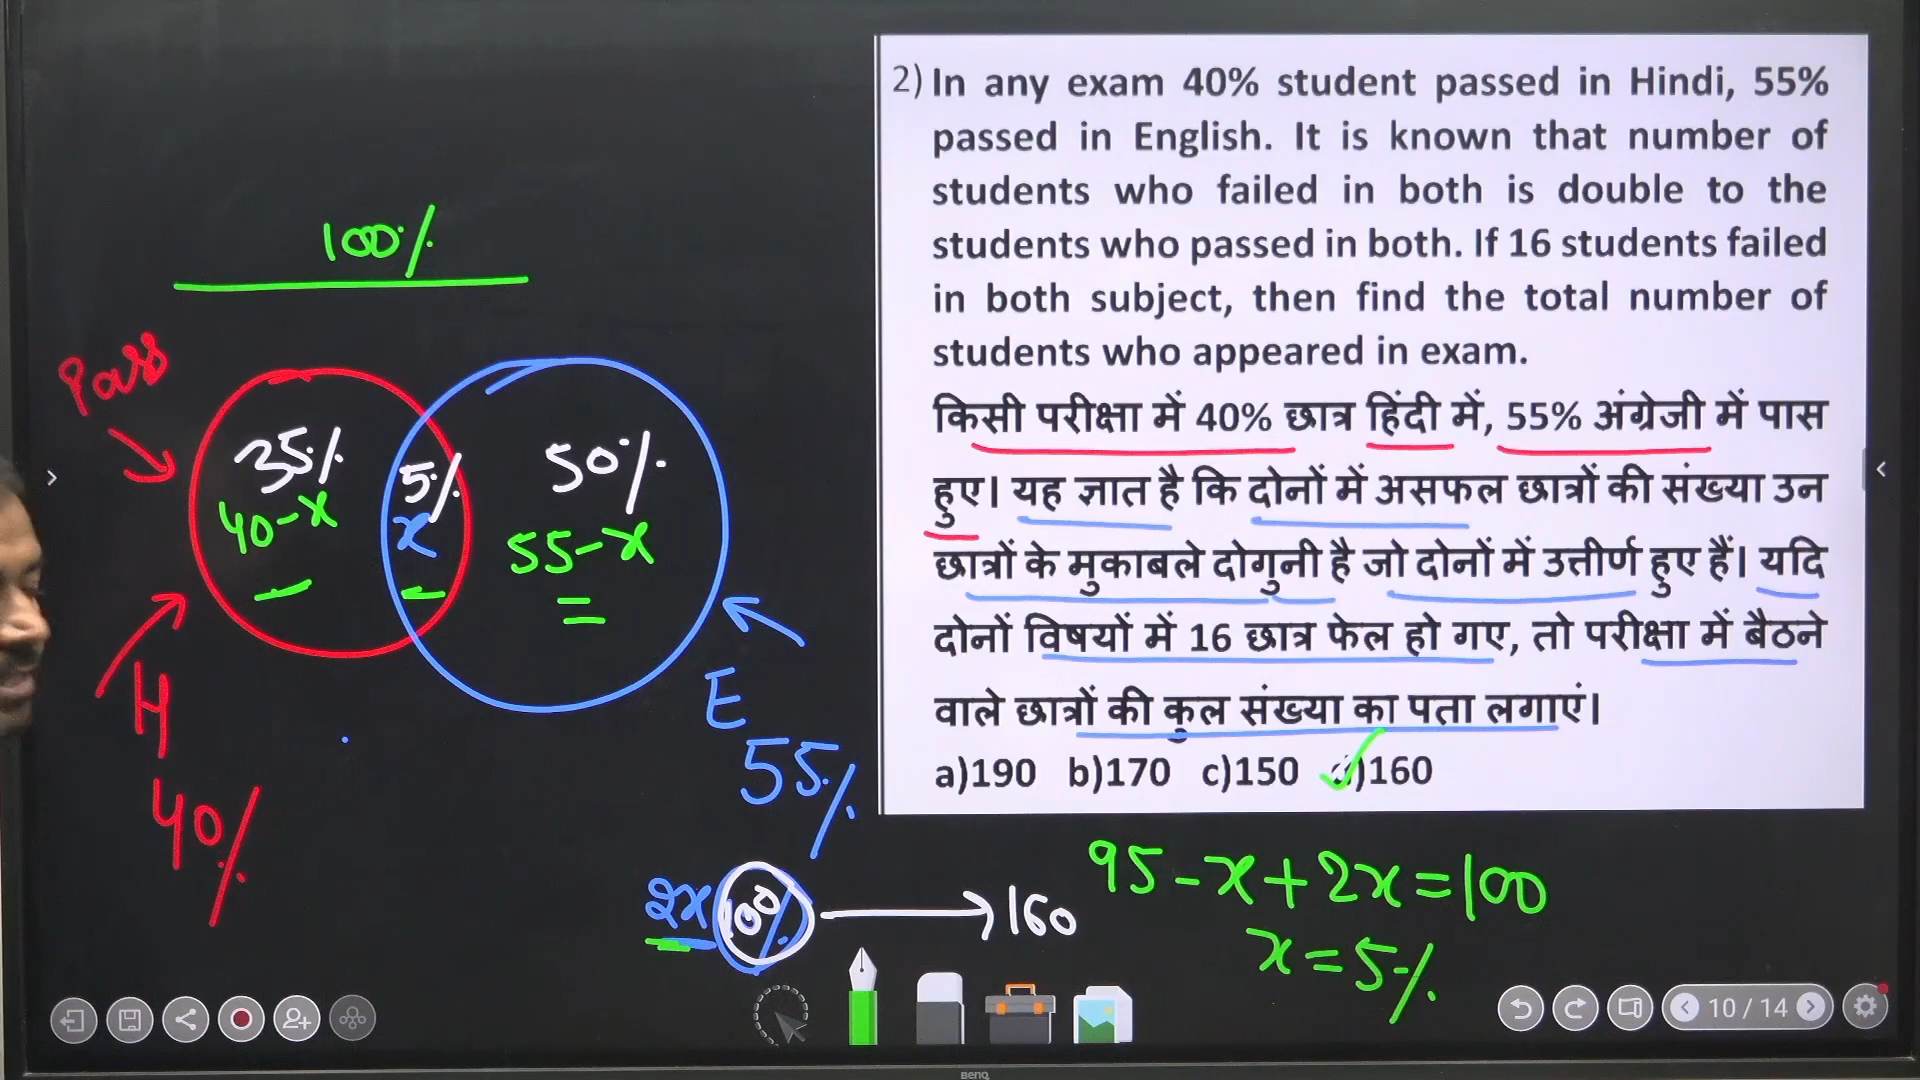 2) In any exam 40% student passed in Hindi, 55%
passed in English. It is known that number of
students who failed in both is double to the
students who passed in both. If 16 students failed
in both subject, then find the total number of
students who appeared in exam.
किसी परीक्षा में 40% छात्र हिंदी में, 55% अंग्रेजी में पास
हुए। यह ज्ञात है कि दोनों में असफल छात्रों की संख्या उन
छात्रों के मुकाबले दोगुनी है जो दोनों में उत्तीर्ण हुए हैं। यदि
दोनों विषयों में 16 छात्र फेल हो गए, तो परीक्षा में बैठने
वाले छात्रों की कुल संख्या का पता लगाएं।
a)190 b)170 c)150 d)160
100%
Pass
35% 5% 50%
40-x x 55-x
H
40%
E
55%
2x 100% → 160
95-x+2x=100
x=5%
10 / 14
BenQ